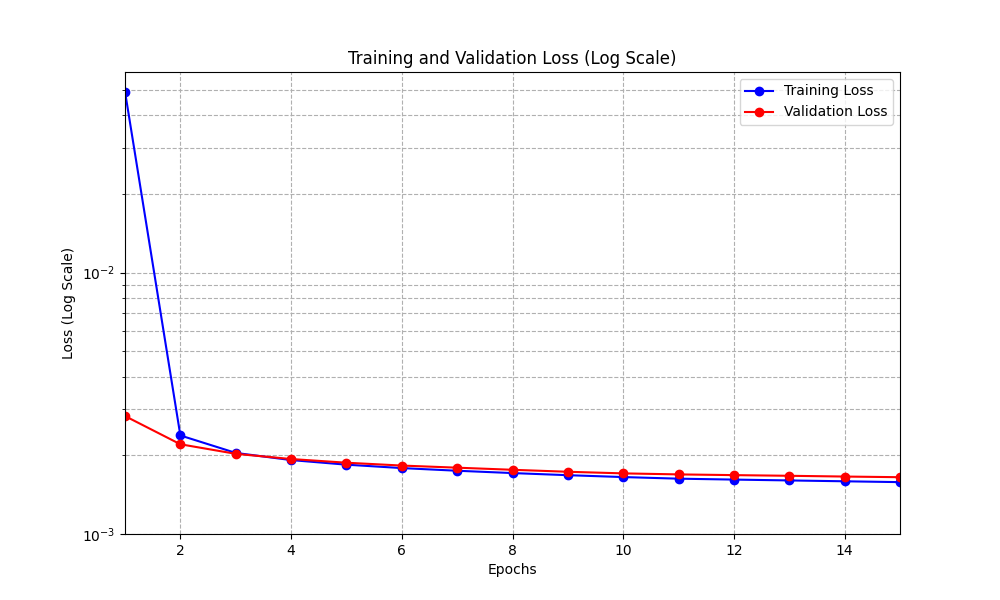 Training and Validation Loss (Log Scale)
Training Loss
Validation Loss
Loss (Log Scale)
10⁻²
10⁻³
2 4 6 8 10 12 14
Epochs